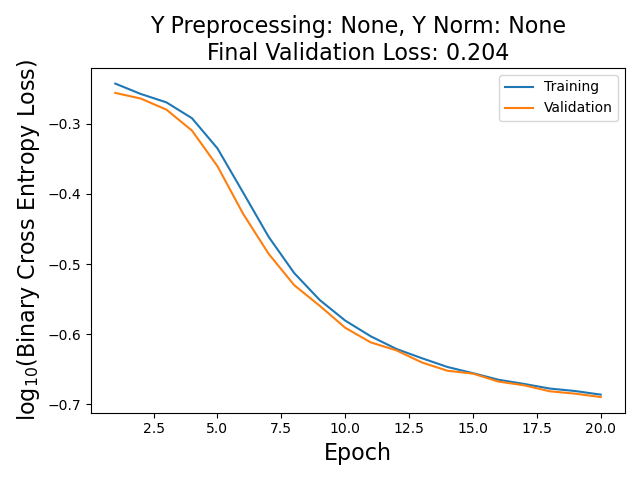 Y Preprocessing: None, Y Norm: None
Final Validation Loss: 0.204
Training
Validation
log₁₀(Binary Cross Entropy Loss)
−0.3
−0.4
−0.5
−0.6
−0.7
2.5 5.0 7.5 10.0 12.5 15.0 17.5 20.0
Epoch